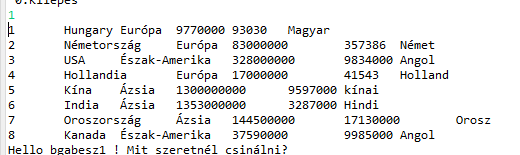 0.Kilépés
1
1 Hungary Európa 9770000 93030 Magyar
2 Németország Európa 83000000 357386 Német
3 USA Észak-Amerika 328000000 9834000 Angol
4 Hollandia Európa 17000000 41543 Holland
5 Kína Ázsia 1300000000 9597000 kínai
6 India Ázsia 1353000000 3287000 Hindi
7 Oroszország Ázsia 144500000 17130000 Orosz
8 Kanada Észak-Amerika 37590000 9985000 Angol
Hello bgabesz1 ! Mit szeretnél csinálni?